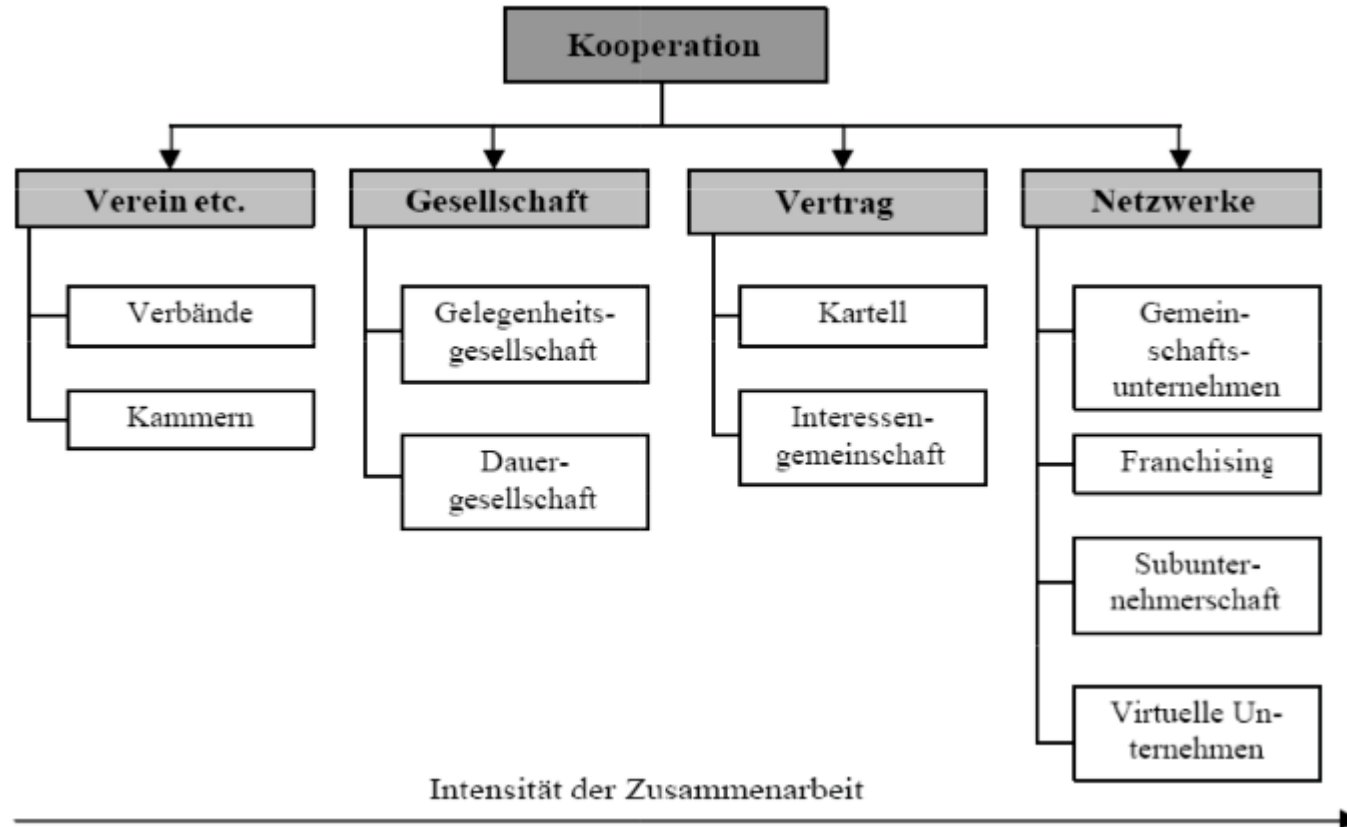 Kooperation
Verein etc.
Gesellschaft
Vertrag
Netzwerke
Verbände
Kammern
Gelegenheits-
gesellschaft
Dauer-
gesellschaft
Kartell
Interessen-
gemeinschaft
Gemein-
schafts-
unternehmen
Franchising
Subunter-
nehmerschaft
Virtuelle Un-
ternehmen
Intensität der Zusammenarbeit